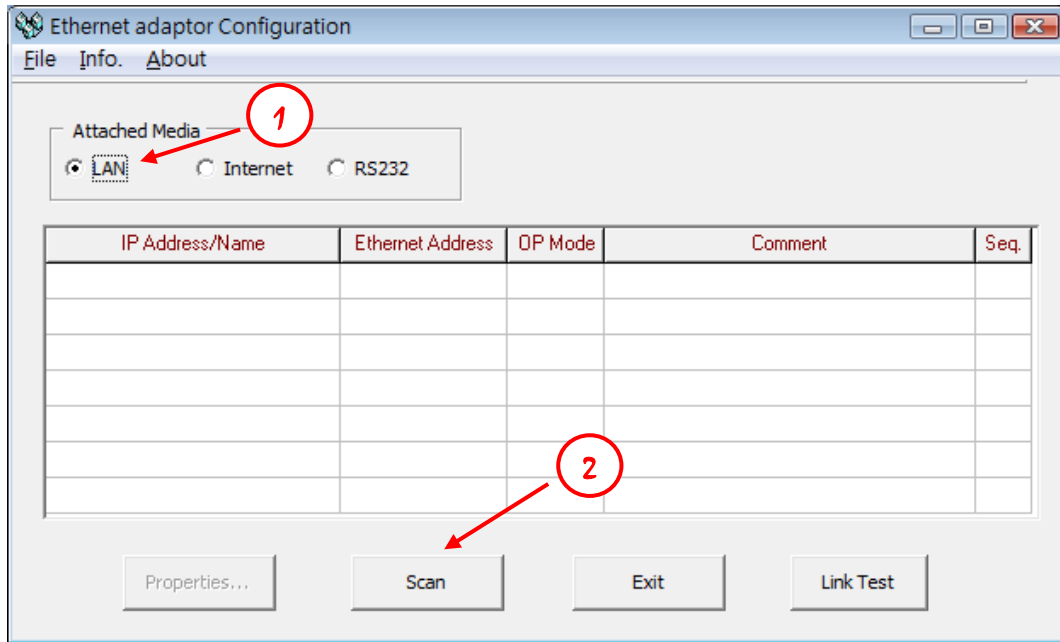 Ethernet adaptor Configuration
File Info. About
1
Attached Media
LAN Internet RS232
IP Address/Name Ethernet Address OP Mode Comment Seq.
2
Properties... Scan Exit Link Test